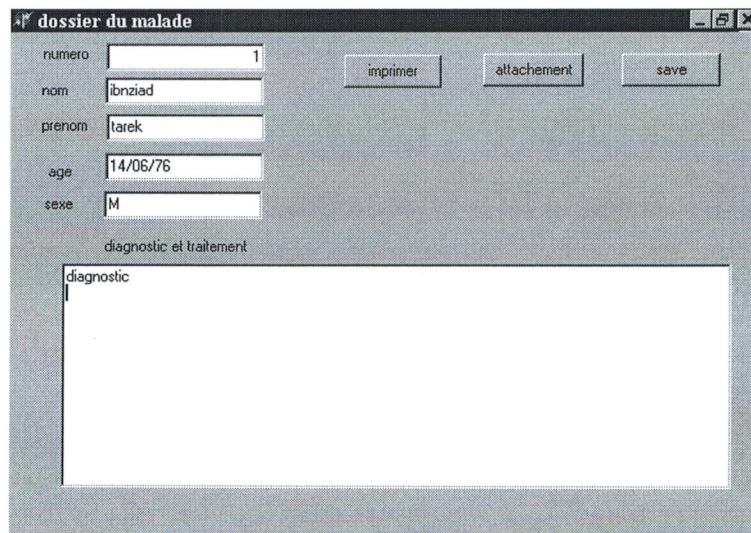 dossier du malade
numero 1
imprimer attachement save
nom ibnziad
prenom tarek
age 14/06/76
sexe M
diagnostic et traitement
diagnostic